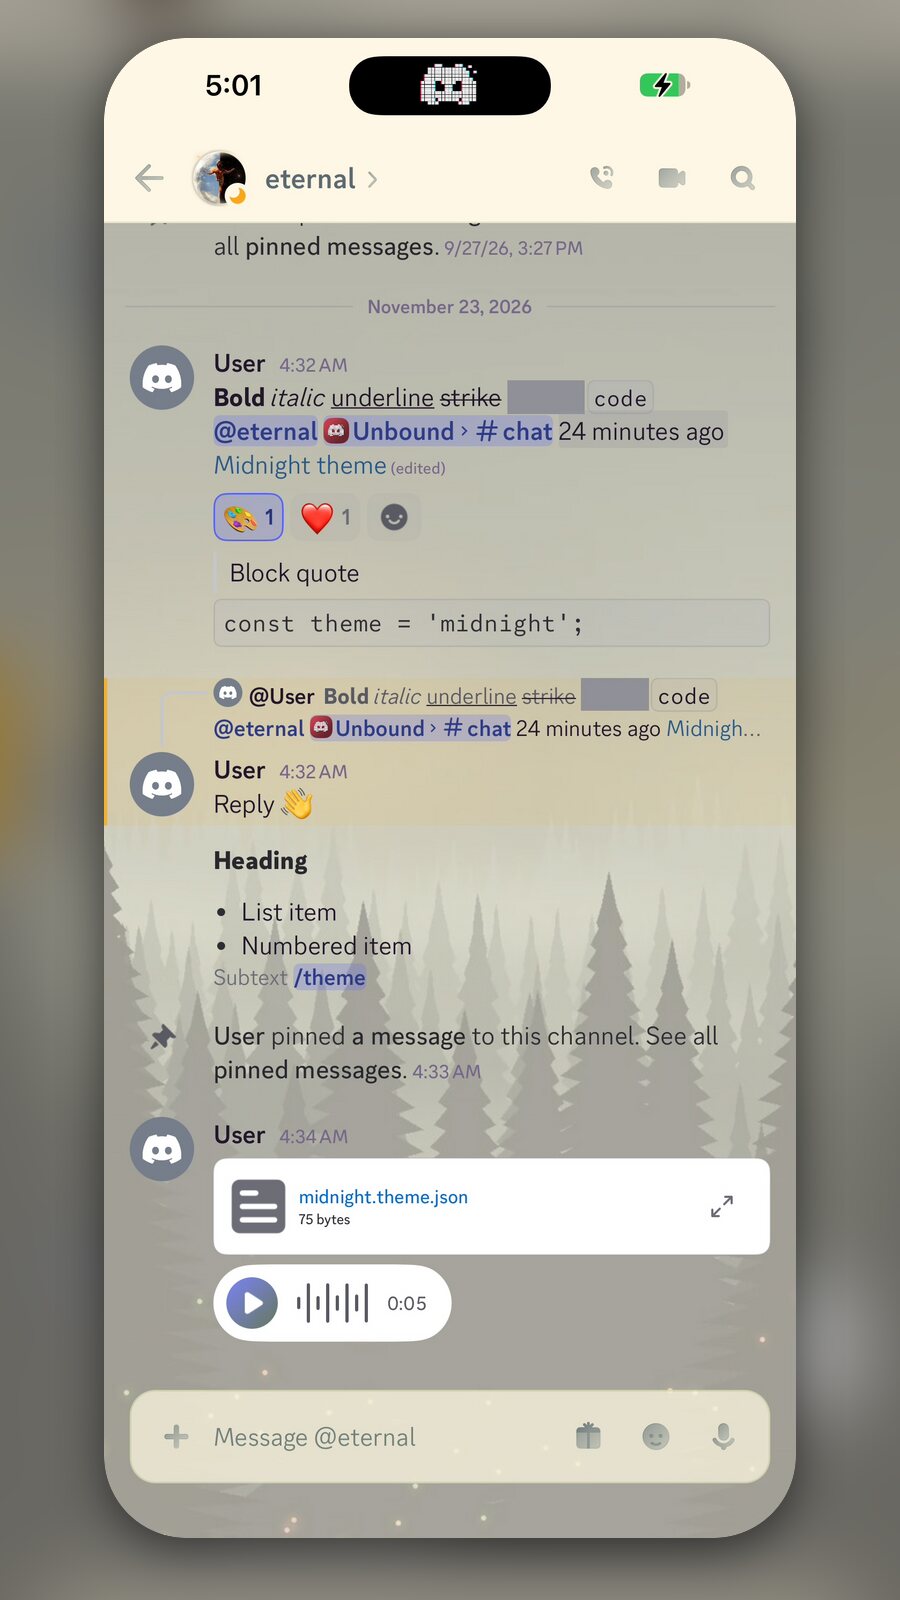 5:01
eternal
all pinned messages. 9/27/26, 3:27 PM
November 23, 2026
User 4:32 AM
Bold italic underline strike code
@eternal Unbound › # chat 24 minutes ago
Midnight theme (edited)
1 1
Block quote
const theme = 'midnight';
@User Bold italic underline strike code
@eternal Unbound › # chat 24 minutes ago Midnigh...
User 4:32 AM
Reply 👋
Heading
• List item
• Numbered item
Subtext /theme
User pinned a message to this channel. See all
pinned messages. 4:33 AM
User 4:34 AM
midnight.theme.json
75 bytes
0:05
Message @eternal